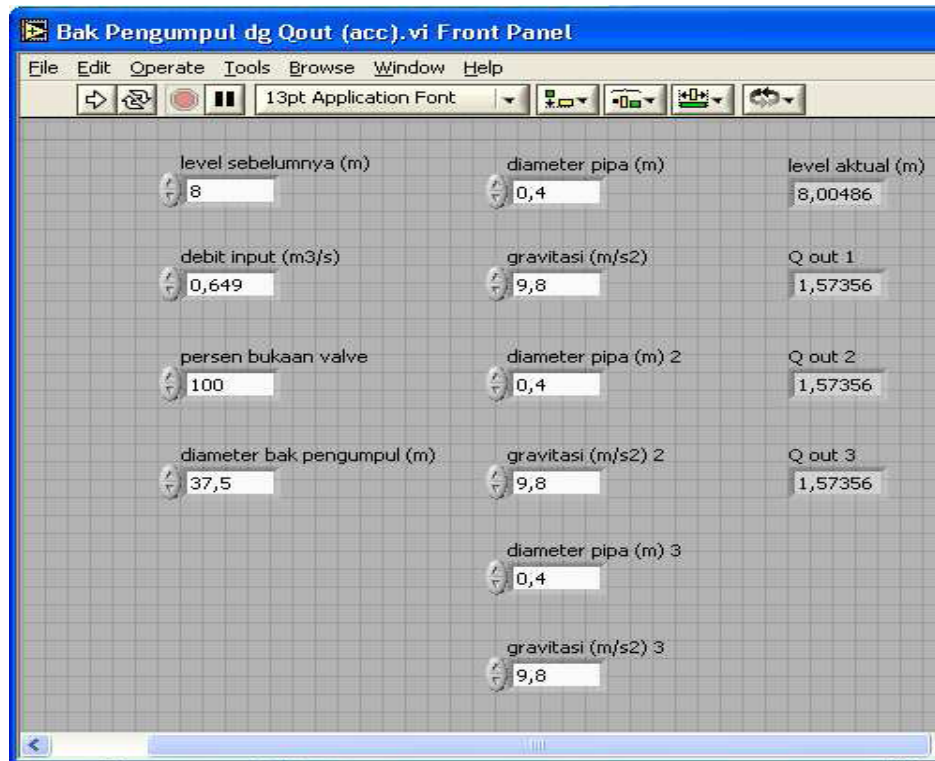 Bak Pengumpul dg Qout (acc).vi Front Panel
File Edit Operate Tools Browse Window Help
13pt Application Font
level sebelumnya (m)
8
debit input (m3/s)
0,649
persen bukaan valve
100
diameter bak pengumpul (m)
37,5
diameter pipa (m)
0,4
gravitasi (m/s2)
9,8
diameter pipa (m) 2
0,4
gravitasi (m/s2) 2
9,8
diameter pipa (m) 3
0,4
gravitasi (m/s2) 3
9,8
level aktual (m)
8,00486
Q out 1
1,57356
Q out 2
1,57356
Q out 3
1,57356